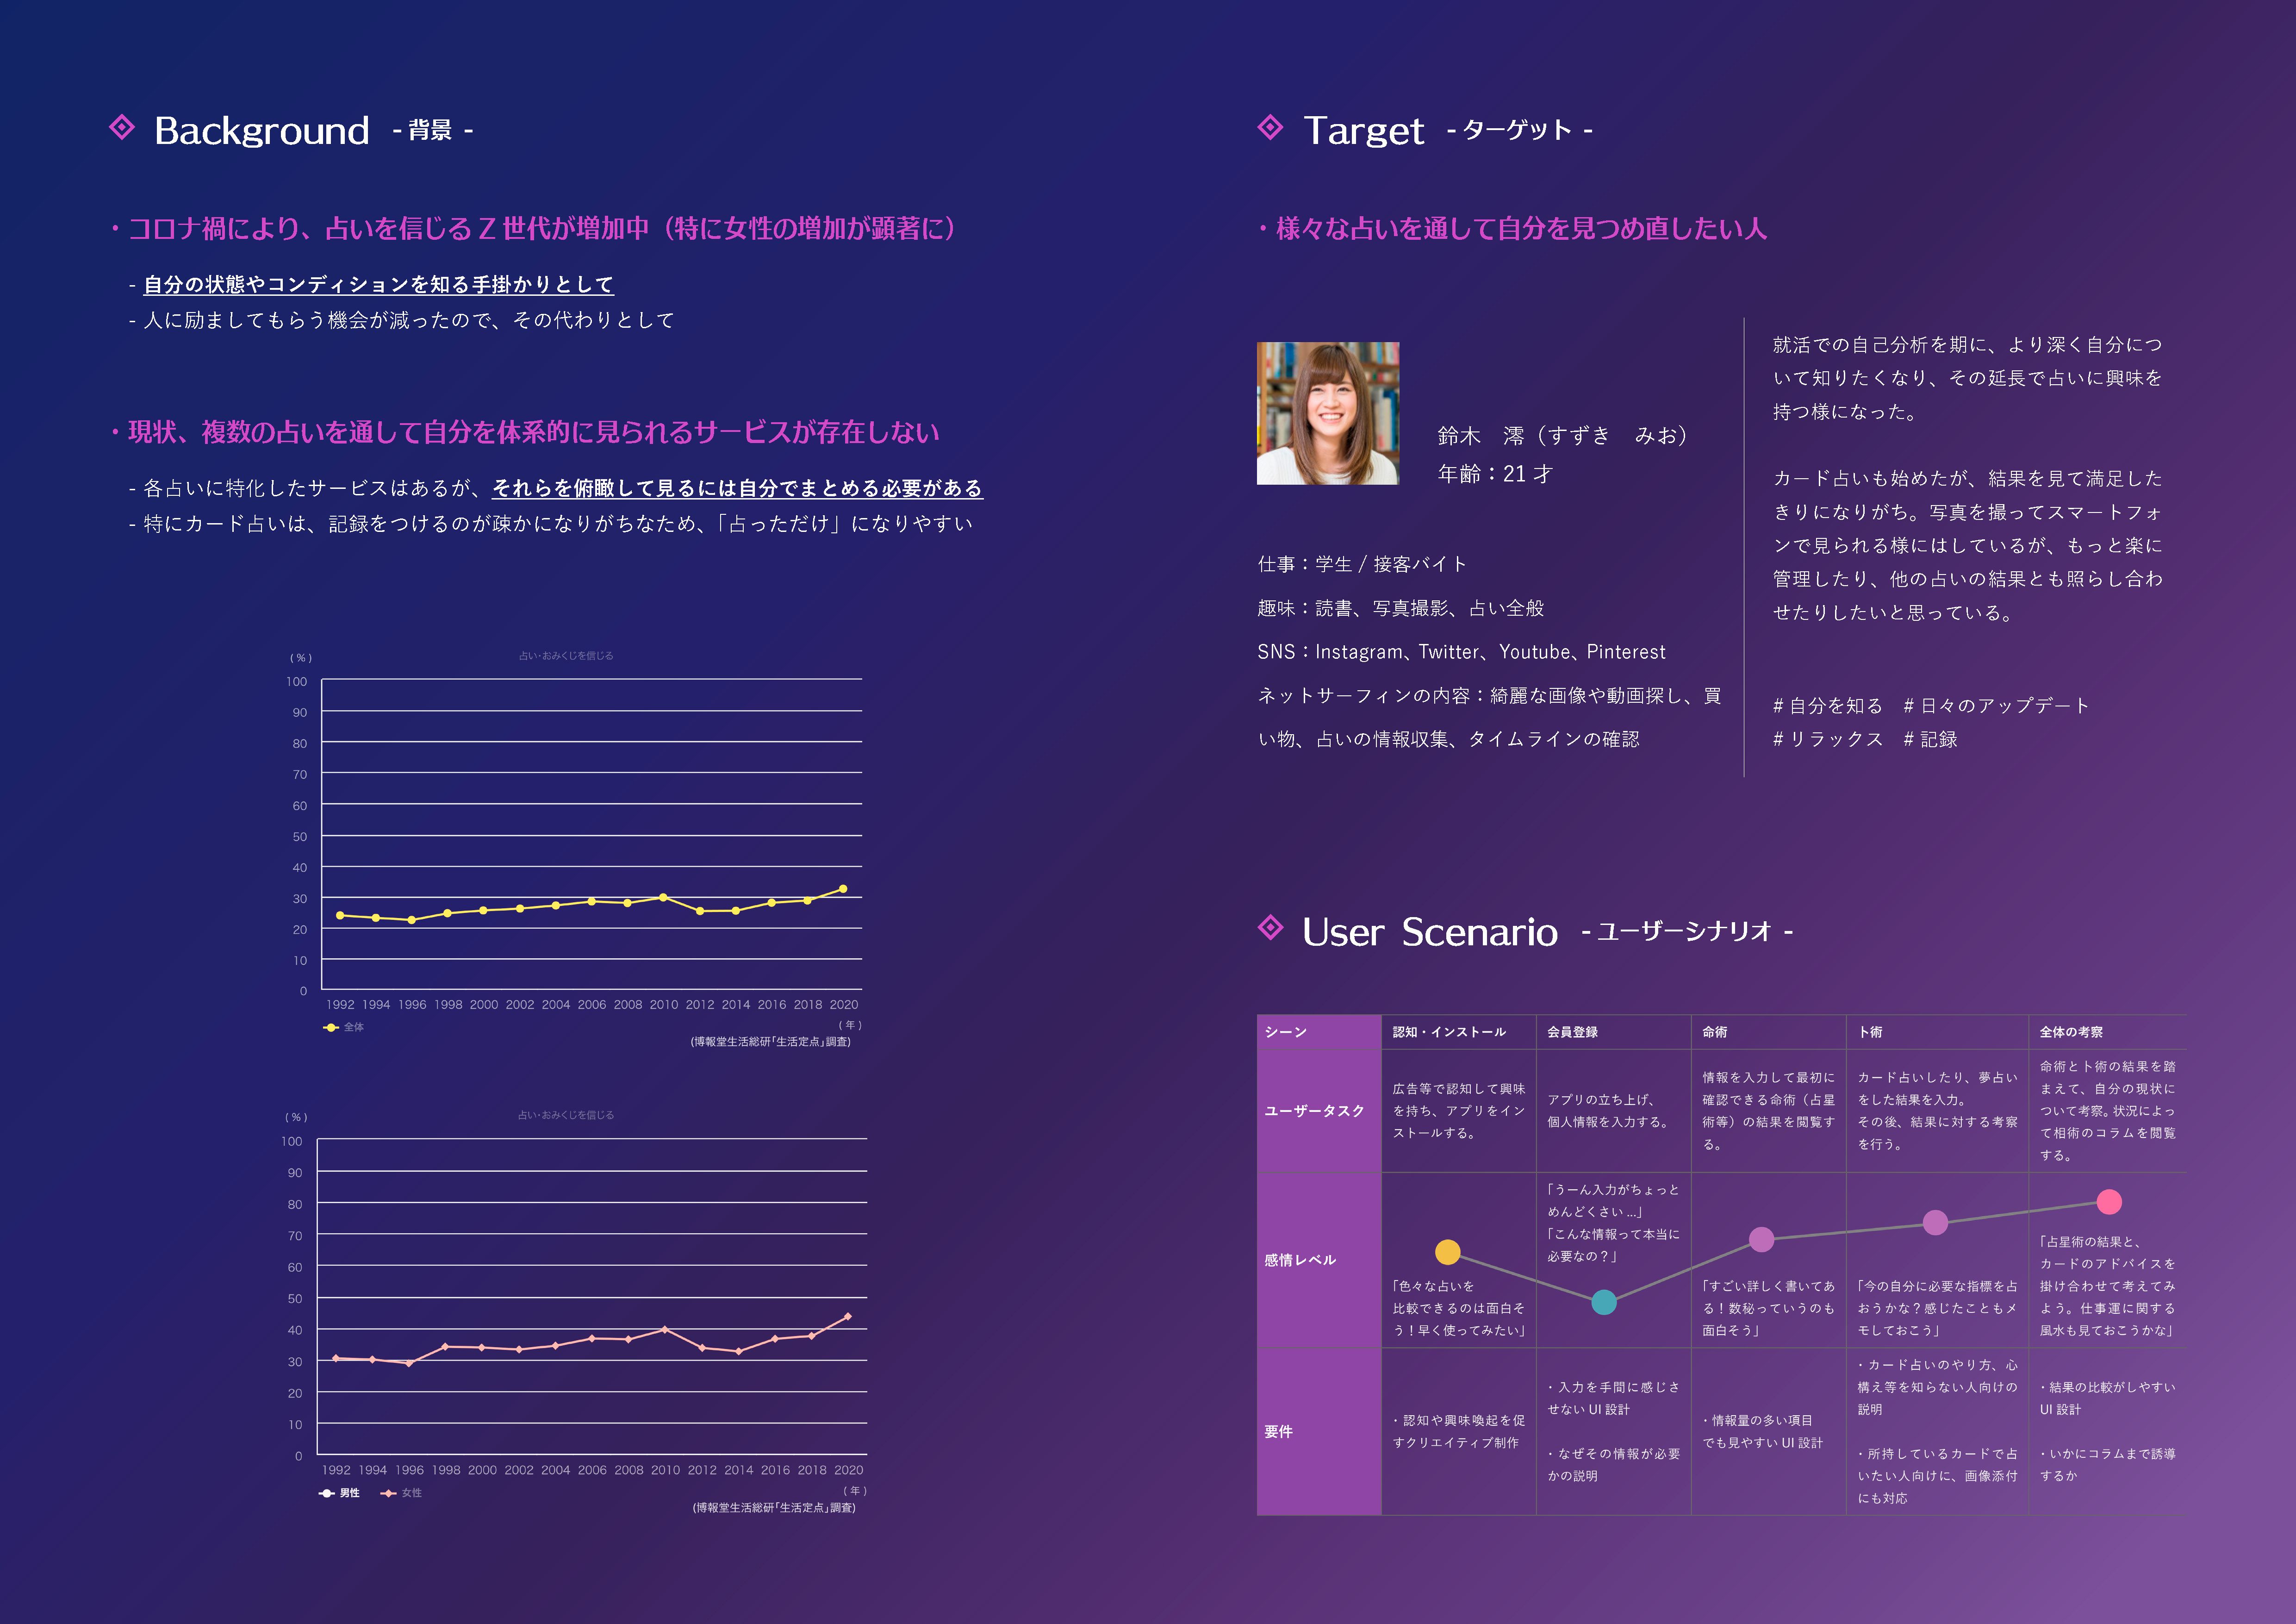 Background - 背景 -
・コロナ禍により、占いを信じる Z 世代が増加中（特に女性の増加が顕著に）
- 自分の状態やコンディションを知る手掛かりとして
- 人に励ましてもらう機会が減ったので、その代わりとして
・現状、複数の占いを通して自分を体系的に見られるサービスが存在しない
- 各占いに特化したサービスはあるが、それらを俯瞰して見るには自分でまとめる必要がある
- 特にカード占いは、記録をつけるのが疎かになりがちなため、「占っただけ」になりやすい
( % )
占い・おみくじを信じる
100
90
80
70
60
50
40
30
20
10
0
1992 1994 1996 1998 2000 2002 2004 2006 2008 2010 2012 2014 2016 2018 2020
全体
( 年 )
(博報堂生活総研「生活定点」調査)
( % )
占い・おみくじを信じる
100
90
80
70
60
50
40
30
20
10
0
1992 1994 1996 1998 2000 2002 2004 2006 2008 2010 2012 2014 2016 2018 2020
男性 女性
( 年 )
(博報堂生活総研「生活定点」調査)
Target - ターゲット -
・様々な占いを通して自分を見つめ直したい人
鈴木　澪（すずき　みお）
年齢：21 才
仕事：学生 / 接客バイト
趣味：読書、写真撮影、占い全般
SNS：Instagram、Twitter、Youtube、Pinterest
ネットサーフィンの内容：綺麗な画像や動画探し、買
い物、占いの情報収集、タイムラインの確認
就活での自己分析を期に、より深く自分につ
いて知りたくなり、その延長で占いに興味を
持つ様になった。
カード占いも始めたが、結果を見て満足した
きりになりがち。写真を撮ってスマートフォ
ンで見られる様にはしているが、もっと楽に
管理したり、他の占いの結果とも照らし合わ
せたりしたいと思っている。
# 自分を知る　# 日々のアップデート
# リラックス　# 記録
User Scenario - ユーザーシナリオ -
シーン
認知・インストール
会員登録
命術
卜術
全体の考察
ユーザータスク
広告等で認知して興味
を持ち、アプリをイン
ストールする。
アプリの立ち上げ、
個人情報を入力する。
情報を入力して最初に
確認できる命術（占星
術等）の結果を閲覧す
る。
カード占いしたり、夢占い
をした結果を入力。
その後、結果に対する考察
を行う。
命術と卜術の結果を踏
まえて、自分の現状に
ついて考察。状況によっ
て相術のコラムを閲覧
する。
感情レベル
「色々な占いを
比較できるのは面白そ
う！早く使ってみたい」
「うーん入力がちょっと
めんどくさい ...」
「こんな情報って本当に
必要なの？」
「すごい詳しく書いてあ
る！数秘っていうのも
面白そう」
「今の自分に必要な指標を占
おうかな？感じたこともメ
モしておこう」
「占星術の結果と、
カードのアドバイスを
掛け合わせて考えてみ
よう。仕事運に関する
風水も見ておこうかな」
要件
・認知や興味喚起を促
すクリエイティブ制作
・入力を手間に感じさ
せない UI 設計
・なぜその情報が必要
かの説明
・情報量の多い項目
でも見やすい UI 設計
・カード占いのやり方、心
構え等を知らない人向けの
説明
・所持しているカードで占
いたい人向けに、画像添付
にも対応
・結果の比較がしやすい
UI 設計
・いかにコラムまで誘導
するか